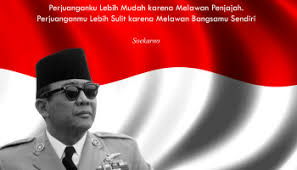 Perjuanganku Lebih Mudah karena Melawan Penjajah.
Perjuanganmu Lebih Sulit karena Melawan Bangsamu Sendiri
Soekarno